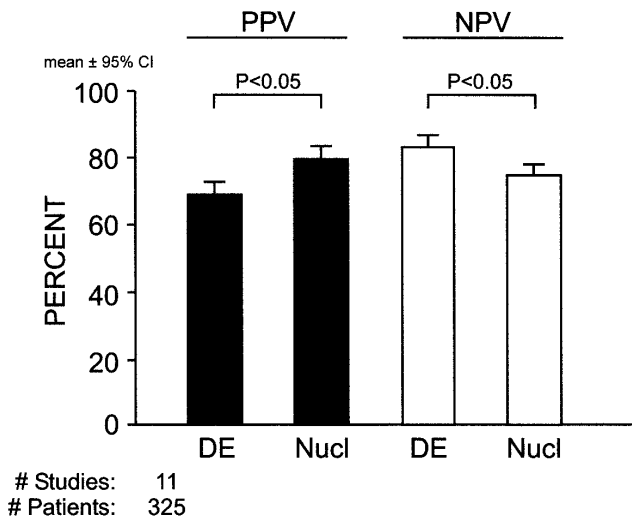 PPV NPV
mean ± 95% CI
P<0.05 P<0.05
100
80
60
40
20
0
PERCENT
DE Nucl DE Nucl
# Studies: 11
# Patients: 325